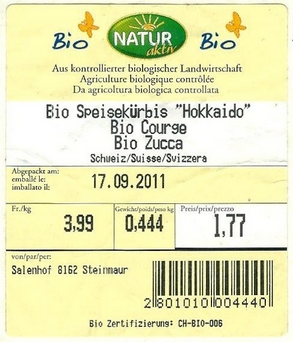 Bio NATUR aktiv Bio
Aus kontrollierter biologischer Landwirtschaft
Agriculture biologique contrôlée
Da agricoltura biologica controllata
Bio Speisekürbis "Hokkaido"
Bio Courge
Bio Zucca
Schweiz/Suisse/Svizzera
Abgepackt am:
emballé le:
imballato il:
17.09.2011
Fr./kg Gewicht/poids/peso kg Preis/prix/prezzo
3,99 0,444 1,77
von/par/per:
Salenhof 8162 Steinmaur
2801010004440
Bio Zertifizierung: CH-BIO-006